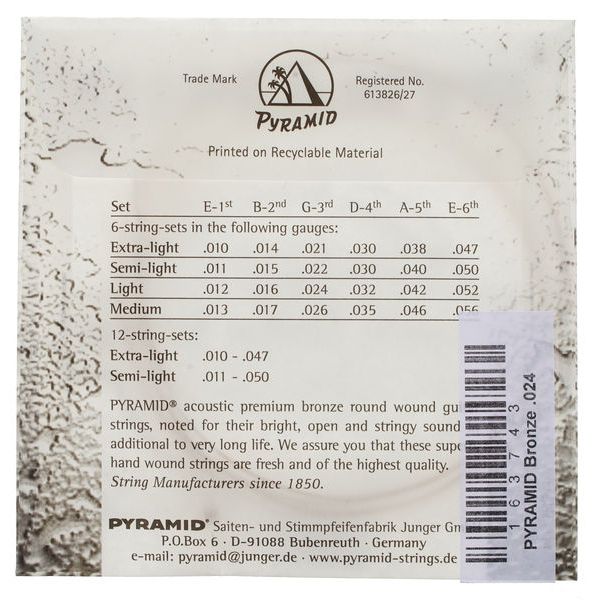 Trade Mark
PYRAMID
Registered No.
613826/27
Printed on Recyclable Material
Set E-1st B-2nd G-3rd D-4th A-5th E-6th
6-string-sets in the following gauges:
Extra-light .010 .014 .021 .030 .038 .047
Semi-light .011 .015 .022 .030 .040 .050
Light .012 .016 .024 .032 .042 .052
Medium .013 .017 .026 .035 .046 .056
12-string-sets:
Extra-light .010 - .047
Semi-light .011 - .050
PYRAMID® acoustic premium bronze round wound
strings, noted for their bright, open and stringy sound
additional to very long life. We assure you that these
hand wound strings are fresh and of the highest quality.
String Manufacturers since 1850.
PYRAMID® Saiten- und Stimmpfeifenfabrik Junger
P.O.Box 6 · D-91088 Bubenreuth · Germany
e-mail: pyramid@junger.de · www.pyramid-strings.de
163743
PYRAMID Bronze .024